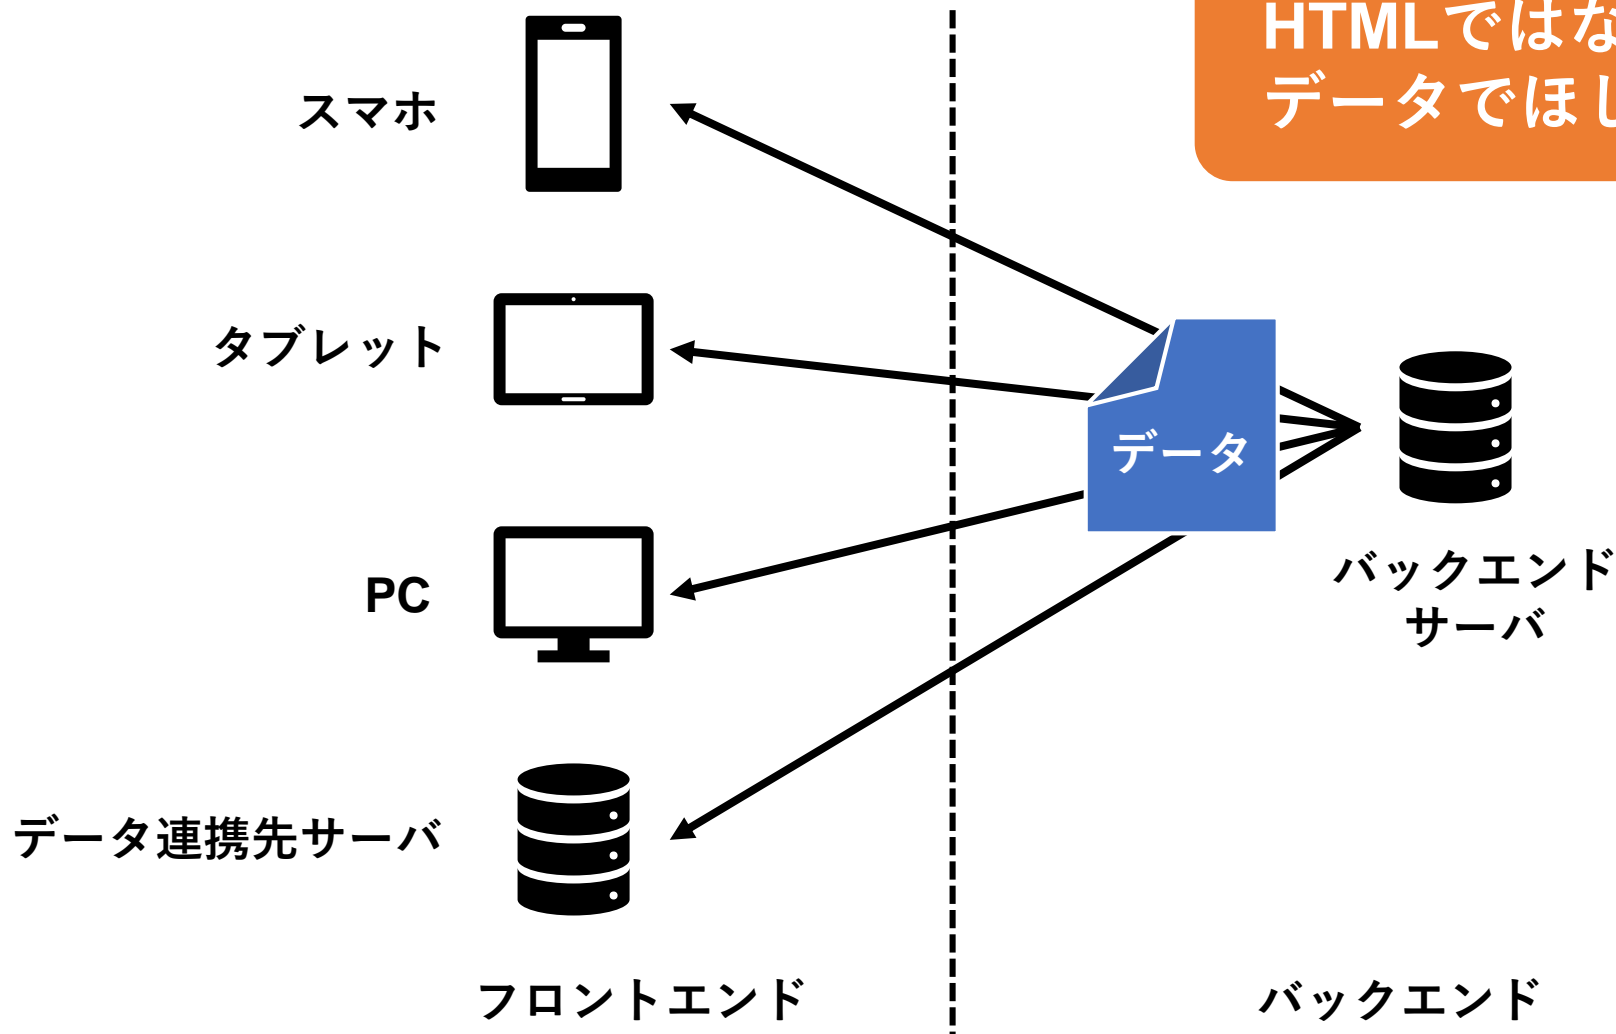 HTMLではな
データでほし
スマホ
タブレット
データ
PC
バックエンド
サーバ
データ連携先サーバ
フロントエンド
バックエンド